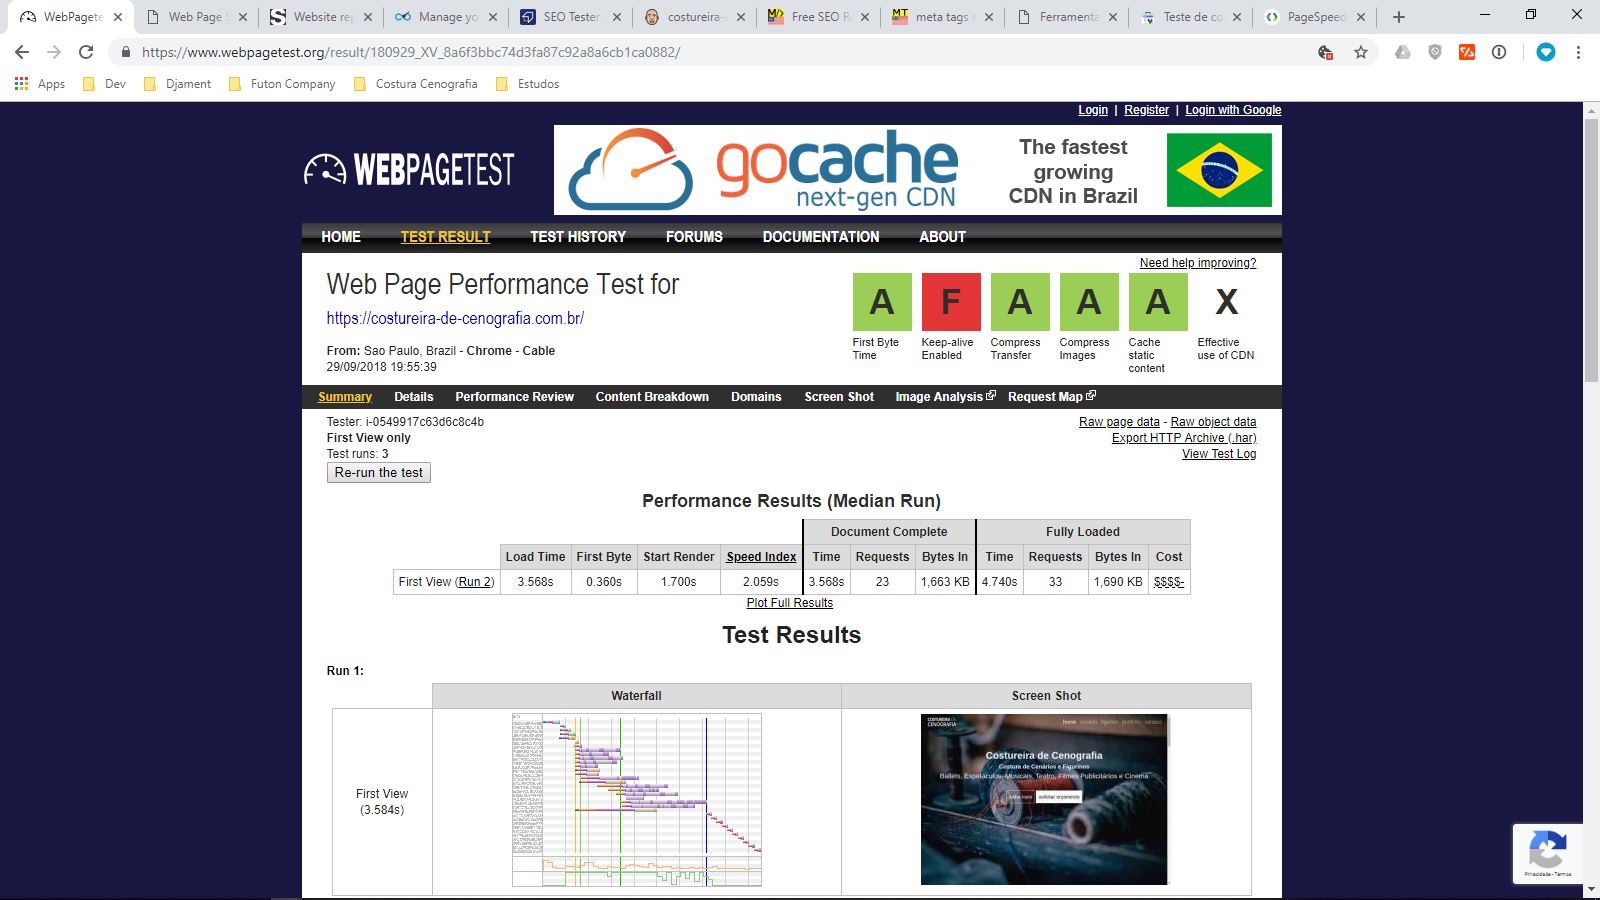 WebPagete
Web Page S
Website rep
Manage yo
SEO Tester
costureira-
Free SEO R
meta tags s
Ferramenta
Teste de co
PageSpeed
https://www.webpagetest.org/result/180929_XV_8a6f3bbc74d3fa87c92a8a6cb1ca0882/
Apps
Dev
Djament
Futon Company
Costura Cenografia
Estudos
Login | Register | Login with Google
WEBPAGETEST
gocache
next-gen CDN
The fastest
growing
CDN in Brazil
HOME
TEST RESULT
TEST HISTORY
FORUMS
DOCUMENTATION
ABOUT
Need help improving?
Web Page Performance Test for
https://costureira-de-cenografia.com.br/
From: Sao Paulo, Brazil - Chrome - Cable
29/09/2018 19:55:39
A F A A A X
First Byte
Time
Keep-alive
Enabled
Compress
Transfer
Compress
Images
Cache
static
content
Effective
use of CDN
Summary
Details
Performance Review
Content Breakdown
Domains
Screen Shot
Image Analysis
Request Map
Tester: i-0549917c63d6c8c4b
First View only
Test runs: 3
Re-run the test
Raw page data - Raw object data
Export HTTP Archive (.har)
View Test Log
Performance Results (Median Run)
Document Complete
Fully Loaded
Load Time First Byte Start Render Speed Index Time Requests Bytes In Time Requests Bytes In Cost
First View (Run 2) 3.568s 0.360s 1.700s 2.059s 3.568s 23 1,663 KB 4.740s 33 1,690 KB $$$$-
Plot Full Results
Test Results
Run 1:
Waterfall
Screen Shot
First View
(3.584s)
COSTUREIRA DE
CENOGRAFIA
home
Costureira de Cenografia
Costura de Cenários e Figurinos
Ballets, Espetáculos, Musicais, Teatro, Filmes Publicitários e Cinema
saiba mais
solicitar orçamento
Privacidade - Termos